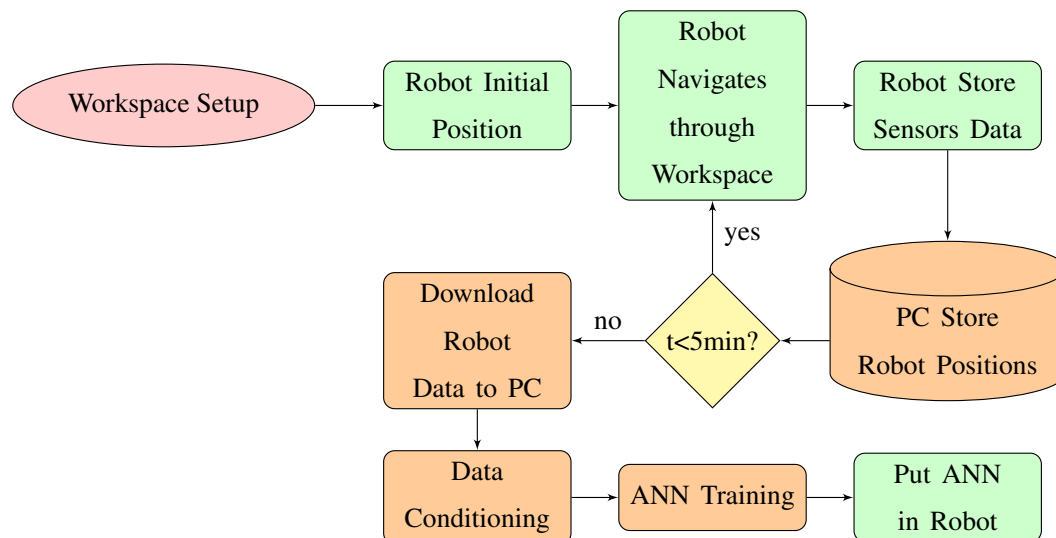 Workspace Setup
Robot Initial
Position
Robot
Navigates
through
Workspace
Robot Store
Sensors Data
yes
Download
Robot
Data to PC
no
t<5min?
PC Store
Robot Positions
Data
Conditioning
ANN Training
Put ANN
in Robot